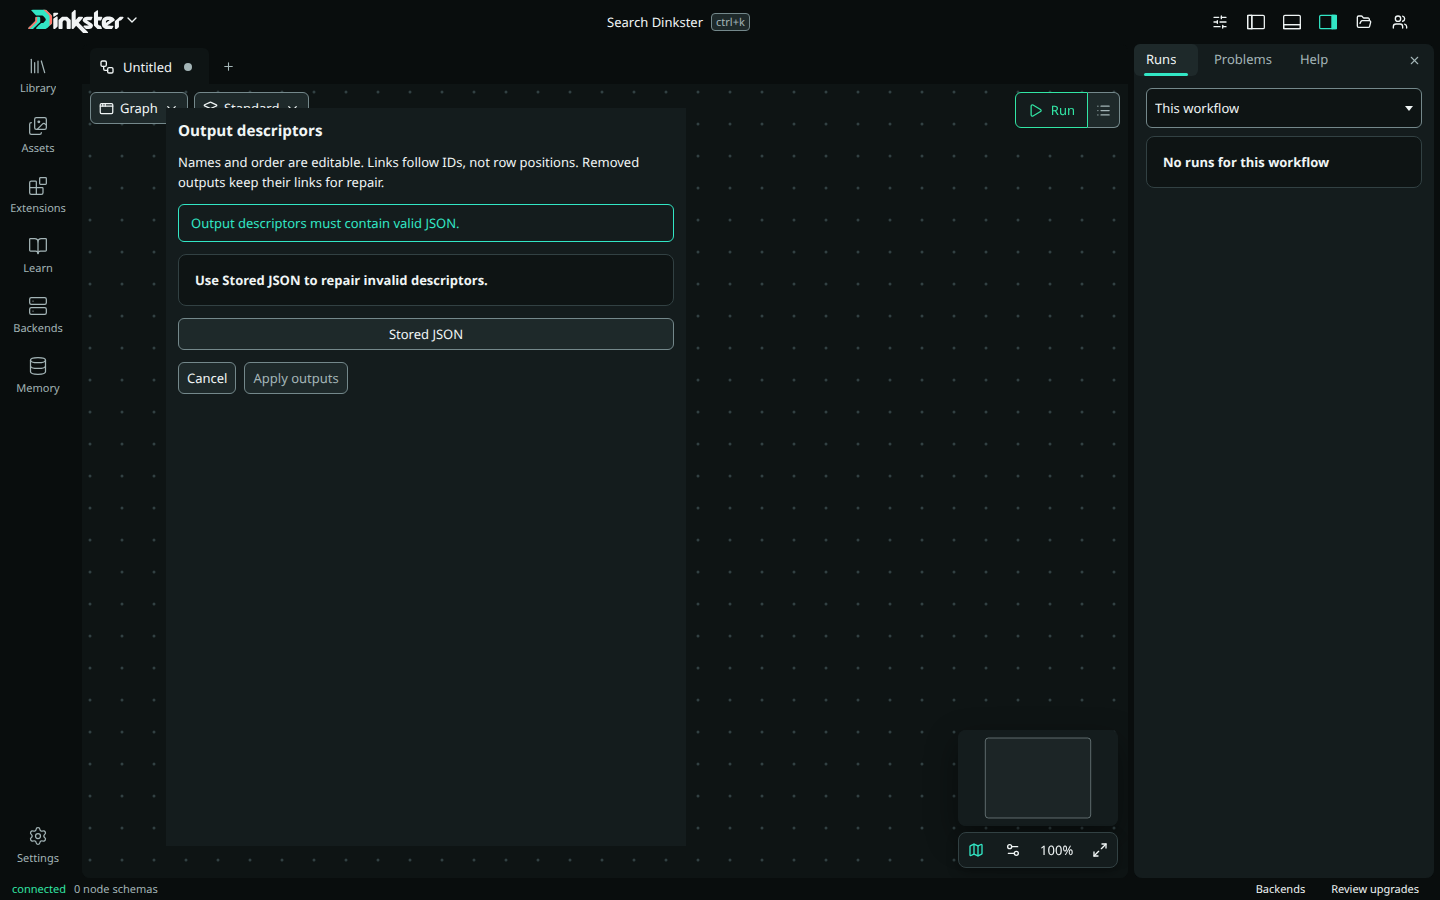 Dinkster
Search Dinkster ctrl+k
Library
Assets
Extensions
Learn
Backends
Memory
Settings
Untitled
Graph
Standard
Run
Output descriptors
Names and order are editable. Links follow IDs, not row positions. Removed
outputs keep their links for repair.
Output descriptors must contain valid JSON.
Use Stored JSON to repair invalid descriptors.
Stored JSON
Cancel Apply outputs
100%
Runs Problems Help
This workflow
No runs for this workflow
connected 0 node schemas
Backends Review upgrades